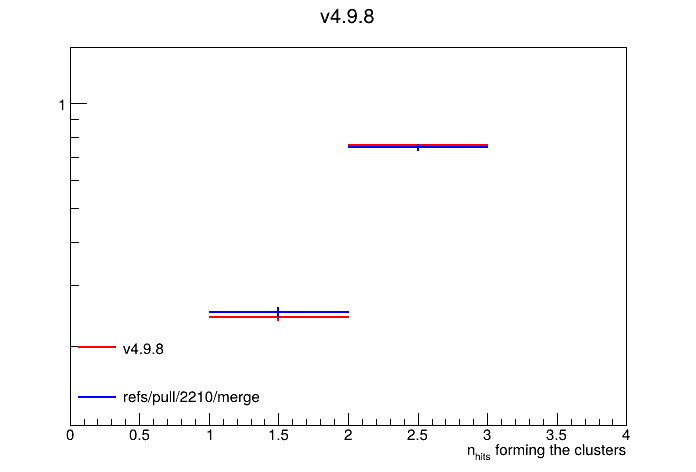 v4.9.8
1
v4.9.8
refs/pull/2210/merge
0 0.5 1 1.5 2 2.5 3 3.5 4
nhits forming the clusters